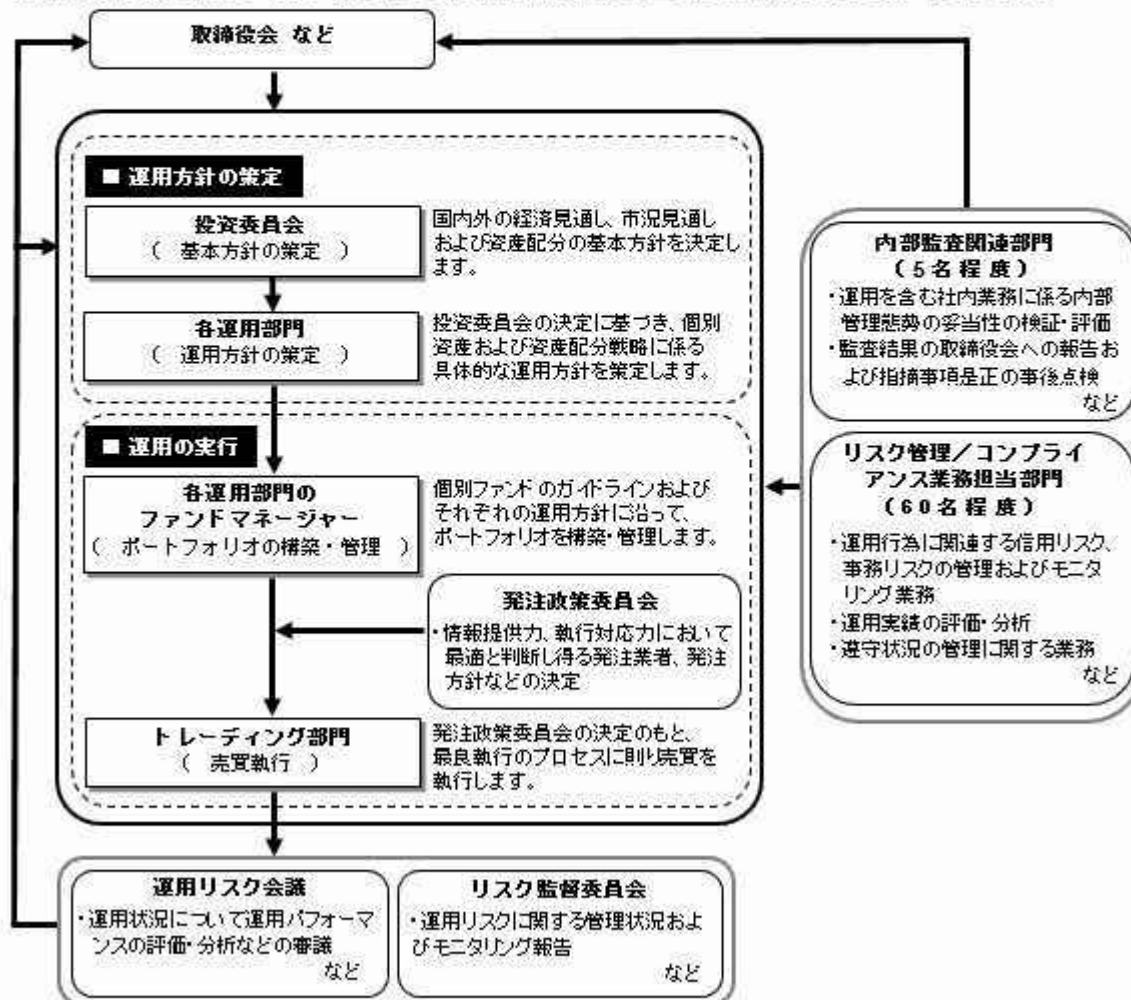 取締役会 など
■ 運用方針の策定
投資委員会
( 基本方針の策定 )
国内外の経済見通し、市況見通し
および資産配分の基本方針を決定し
ます。
各運用部門
( 運用方針の策定 )
投資委員会の決定に基づき、個別
資産および資産配分戦略に係る
具体的な運用方針を策定します。
■ 運用の実行
各運用部門の
ファンドマネージャー
( ポートフォリオの構築・管理 )
個別ファンドのガイドラインおよび
それぞれの運用方針に沿って、
ポートフォリオを構築・管理します。
発注政策委員会
・情報提供力、執行対応力において
最適と判断し得る発注業者、発注
方針などの決定
トレーディング部門
( 売買執行 )
発注政策委員会の決定のもと、
最良執行のプロセスに則り売買を
執行します。
内部監査関連部門
(5名程度)
・運用を含む社内業務に係る内部
管理態勢の妥当性の検証・評価
・監査結果の取締役会への報告お
よび指摘事項是正の事後点検
など
リスク管理/コンプライ
アンス業務担当部門
(60名程度)
・運用行為に関連する信用リスク、
事務リスクの管理およびモニタ
リング業務
・運用実績の評価・分析
・遵守状況の管理に関する業務
など
運用リスク会議
・運用状況について運用パフォーマ
ンスの評価・分析などの審議
など
リスク監督委員会
・運用リスクに関する管理状況およ
びモニタリング報告
など